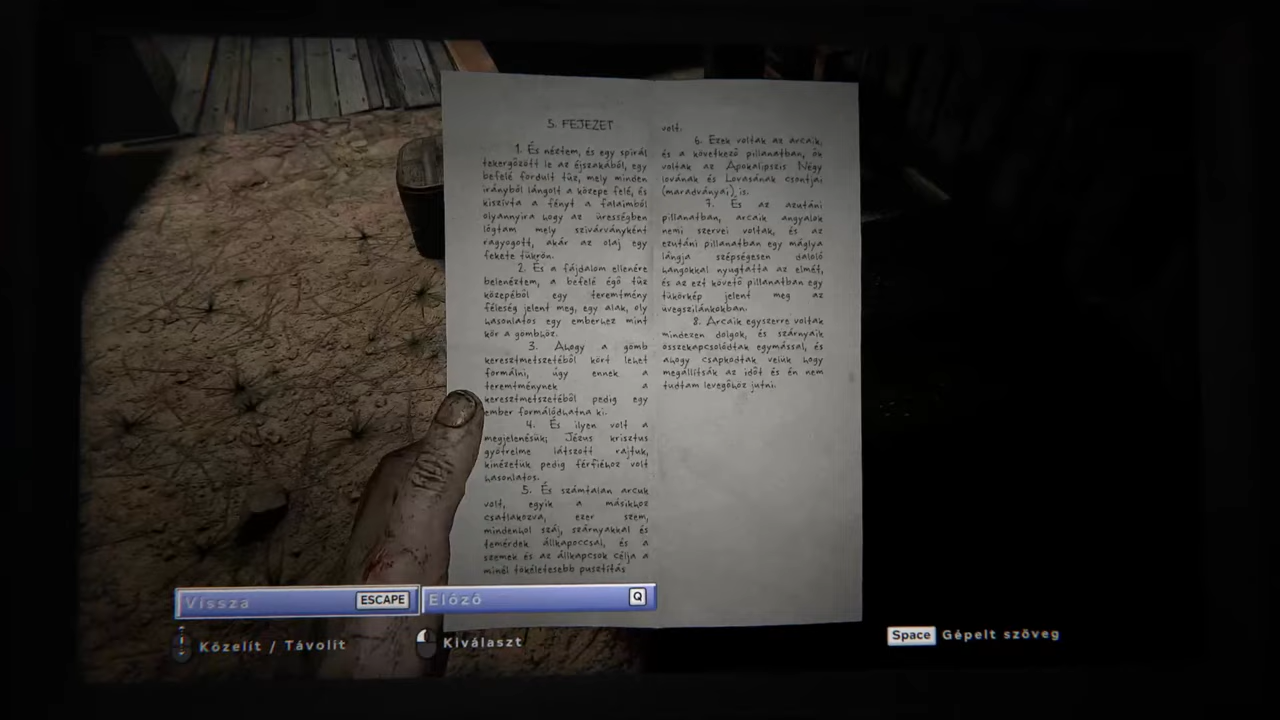 5. FEJEZET
1. És néztem, és egy spirál
tekergőzött le az éjszakából, egy
befelé fordult tűz, mely minden
irányból lángolt a közepe felé, és
kiszívta a fényt a falaimból
olyannyira hogy az ürességben
lógtam mely szivárványként
ragyogott, akár az olaj egy
fekete tükrön.
2. És a fájdalom ellenére
belenéztem, a befelé égő tűz
közepéből egy teremtmény
féleség jelent meg, egy alak, oly
hasonlatos egy emberhez mint
kör a gömbhöz.
3. Ahogy a gömb
keresztmetszetéből kört lehet
formálni, úgy ennek a
teremtménynek a
keresztmetszetéből pedig egy
ember formálódhatna ki.
4. És ilyen volt a
megjelenésük; Jézus krisztus
gyötrelme látszott rajtuk,
kinézetük pedig férfiéhoz volt
hasonlatos.
5. És számtalan arcuk
volt, egyik a másikhoz
csatlakozva, ezer szem,
mindenhol száj, szárnyakkal és
temérdek állkapoccsal, és a
szemek és az állkapcsok célja a
minél tökéletesebb pusztítás
volt.
6. Ezek voltak az arcaik,
és a következő pillanatban, ők
voltak az Apokalipszis Négy
lovának és Lovasának csontjai
(maradványai) is.
7. És az azutáni
pillanatban, arcaik angyalok
nemi szervei voltak, és az
ezutáni pillanatban egy máglya
lángja szépségesen daloló
hangokkal nyugtatta az elmét,
és az ezt követő pillanatban egy
tükörkép jelent meg az
üvegszilánkokban.
8. Arcaik egyszerre voltak
mindezen dolgok, és szárnyaik
összekapcsolódtak egymással, és
ahogy csapkodtak velük hogy
megállítsák az időt és én nem
tudtam levegőhöz jutni.
Vissza ESCAPE Előző Q
Közelít / Távolít Kiválaszt Space Gépelt szöveg